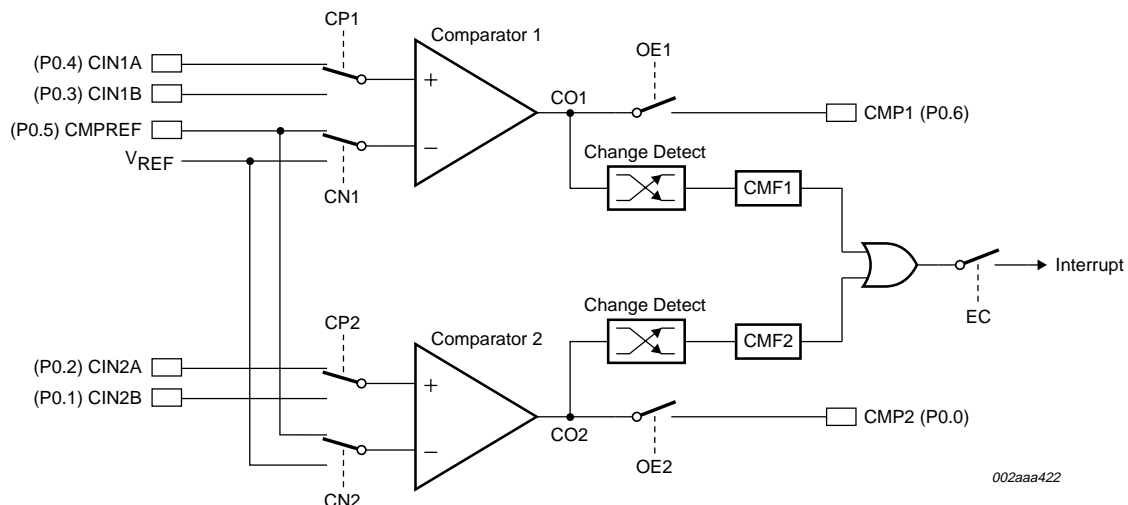 CP1
Comparator 1
OE1
(P0.4) CIN1A
(P0.3) CIN1B
(P0.5) CMPREF
VREF
+
−
CO1
CMP1 (P0.6)
Change Detect
CMF1
CN1
Interrupt
EC
Change Detect
CMF2
CP2
Comparator 2
(P0.2) CIN2A
(P0.1) CIN2B
+
−
CO2
CMP2 (P0.0)
OE2
CN2
002aaa422